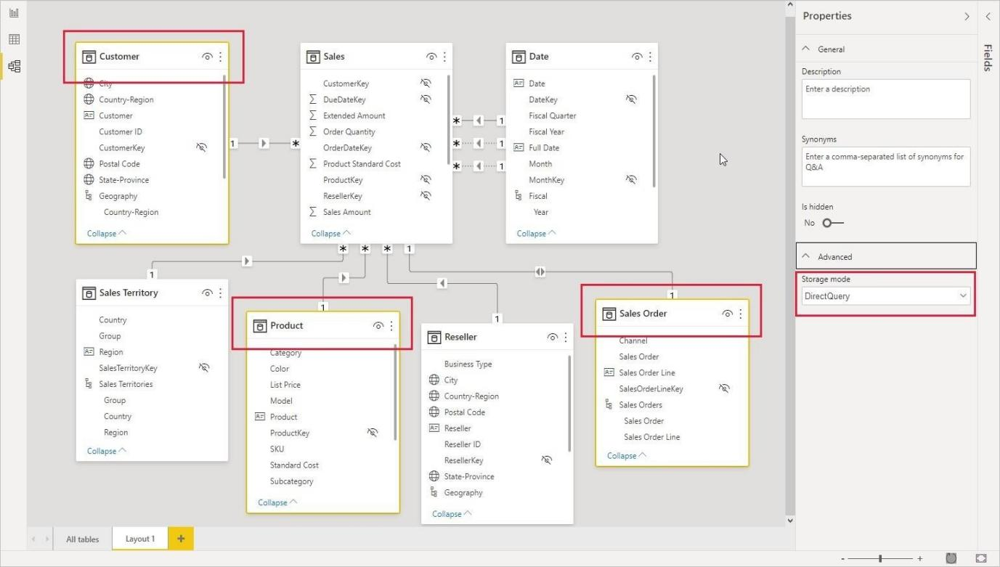 Customer
City
Country-Region
Customer
Customer ID
CustomerKey
Postal Code
State-Province
Geography
Country-Region
Collapse
1
*
Sales
CustomerKey
DueDateKey
Extended Amount
Order Quantity
OrderDateKey
Product Standard Cost
ProductKey
ResellerKey
Sales Amount
Collapse
* 1
* 1
* 1
Date
Date
DateKey
Fiscal Quarter
Fiscal Year
Full Date
Month
MonthKey
Fiscal
Year
Collapse
* * * 1
1
Sales Territory
Country
Group
Region
SalesTerritoryKey
Sales Territories
Group
Country
Region
Collapse
1
Product
Category
Color
List Price
Model
Product
ProductKey
SKU
Standard Cost
Subcategory
Collapse
1
Reseller
Business Type
City
Country-Region
Postal Code
Reseller
Reseller ID
ResellerKey
State-Province
Geography
Collapse
1
Sales Order
Channel
Sales Order
Sales Order Line
SalesOrderLineKey
Sales Orders
Sales Order
Sales Order Line
Collapse
All tables
Layout 1
+
Properties
General
Description
Enter a description
Synonyms
Enter a comma-separated list of synonyms for
Q&A
Is hidden
No
Advanced
Storage mode
DirectQuery
Fields
- +